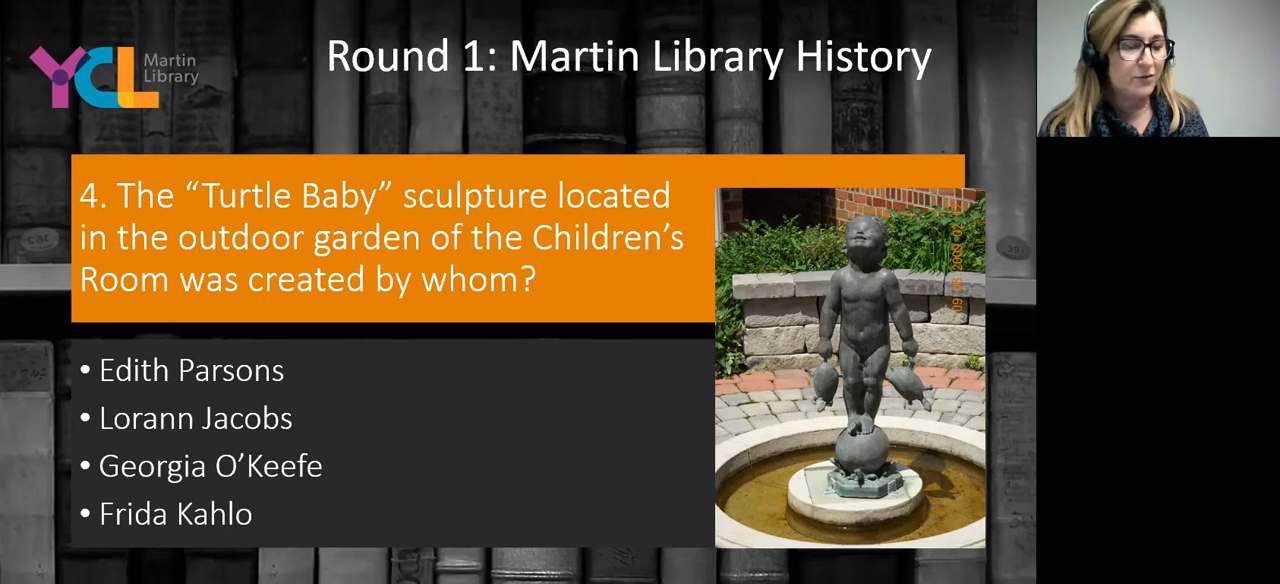 YCL Martin
Library
Round 1: Martin Library History
4. The “Turtle Baby” sculpture located
in the outdoor garden of the Children’s
Room was created by whom?
• Edith Parsons
• Lorann Jacobs
• Georgia O’Keefe
• Frida Kahlo